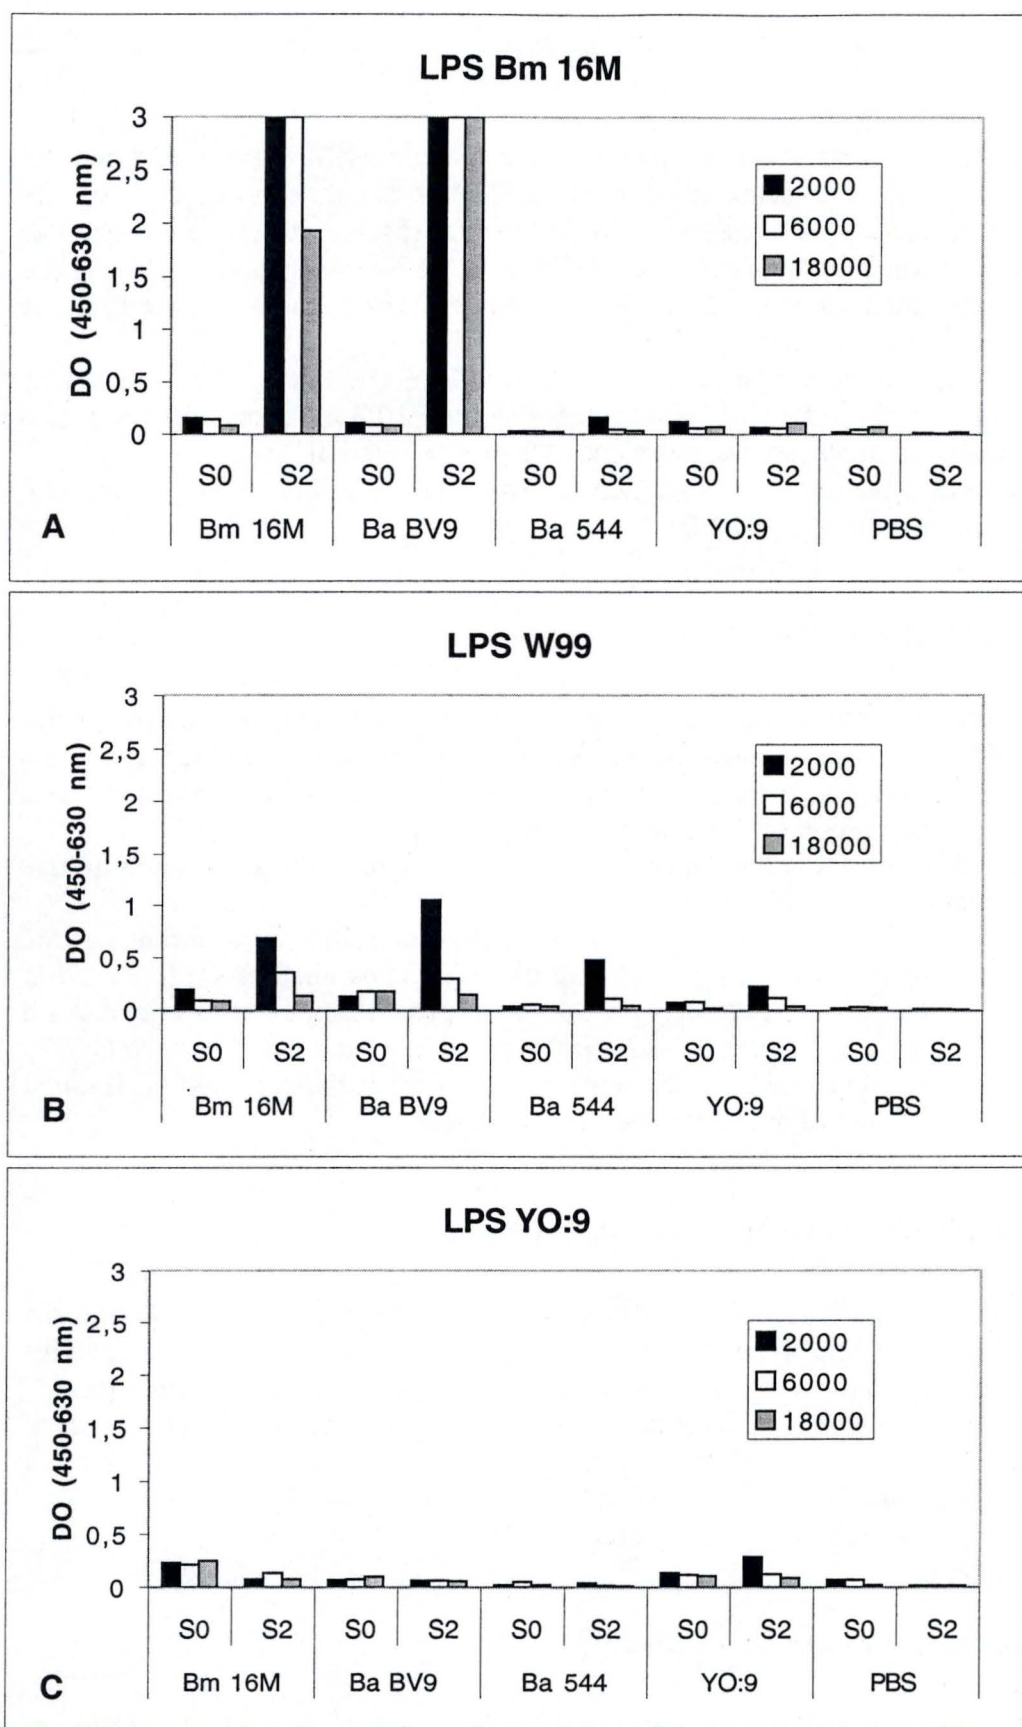 LPS Bm 16M
DO (450-630 nm)
3
2,5
2
1,5
1
0,5
0
2000
6000
18000
S0 S2 S0 S2 S0 S2 S0 S2 S0 S2
Bm 16M Ba BV9 Ba 544 YO:9 PBS
A
LPS W99
DO (450-630 nm)
3
2,5
2
1,5
1
0,5
0
2000
6000
18000
S0 S2 S0 S2 S0 S2 S0 S2 S0 S2
Bm 16M Ba BV9 Ba 544 YO:9 PBS
B
LPS YO:9
DO (450-630 nm)
3
2,5
2
1,5
1
0,5
0
2000
6000
18000
S0 S2 S0 S2 S0 S2 S0 S2 S0 S2
Bm 16M Ba BV9 Ba 544 YO:9 PBS
C